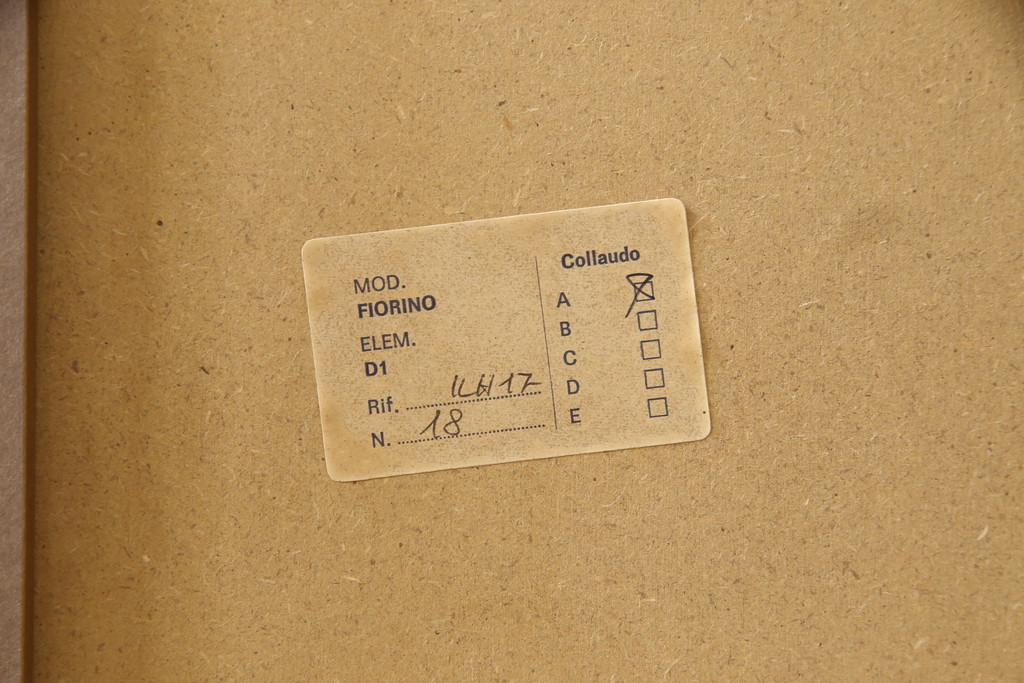 MOD.
FIORINO
ELEM.
D1
Rif.
N. 18
Collaudo
A
B
C
D
E